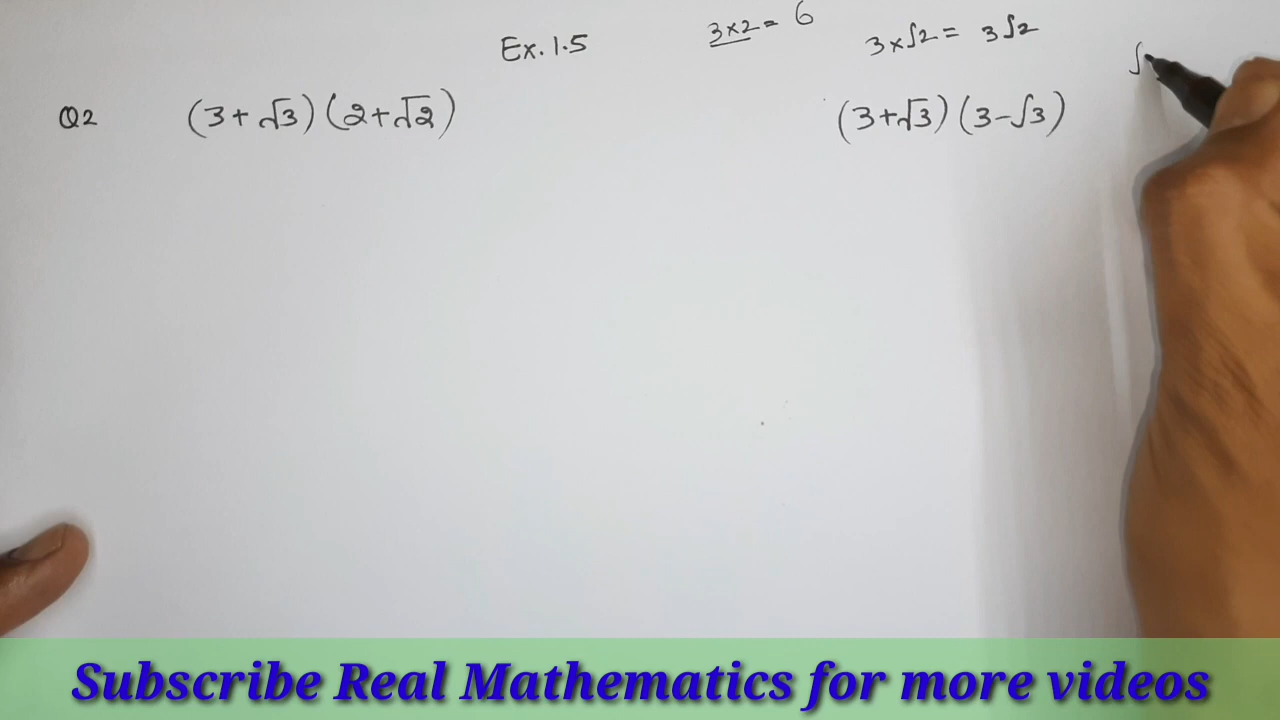 Ex. 1.5
3×2 = 6
3×√2 = 3√2
√
Q2 (3+√3)(2+√2)
(3+√3)(3-√3)
Subscribe Real Mathematics for more videos